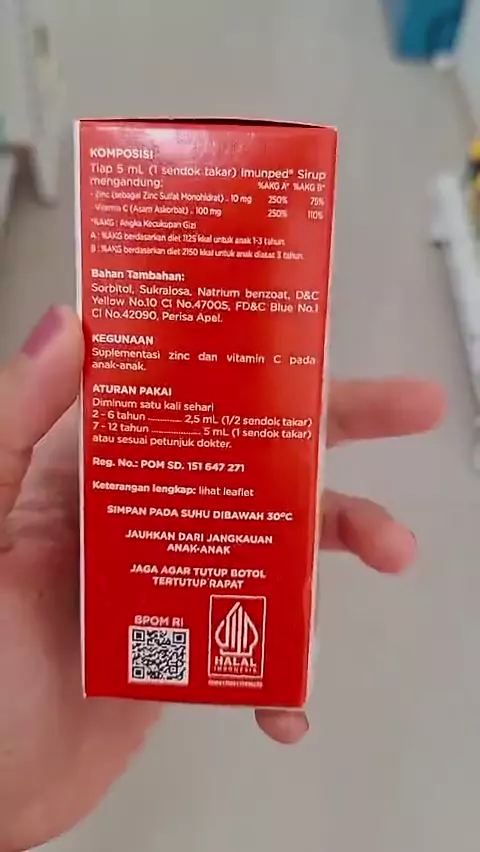 KOMPOSISI
Tiap 5 mL (1 sendok takar) Imunped® Sirup
mengandung: %AKG A* %AKG B*
- Zinc (sebagai Zinc Sulfat Monohidrat) .. 10 mg 250% 75%
- Vitamin C (Asam Askorbat) .. 100 mg 250% 110%
*%AKG : Angka Kecukupan Gizi
A : %AKG berdasarkan diet 1125 kkal untuk anak 1-3 tahun
B : %AKG berdasarkan diet 2150 kkal untuk anak diatas 3 tahun
Bahan Tambahan:
Sorbitol, Sukralosa, Natrium benzoat, D&C
Yellow No.10 CI No.47005, FD&C Blue No.1
CI No.42090, Perisa Apel.
KEGUNAAN
Suplementasi zinc dan vitamin C pada
anak-anak.
ATURAN PAKAI
Diminum satu kali sehari
2 - 6 tahun ........... 2,5 mL (1/2 sendok takar)
7 - 12 tahun ................. 5 mL (1 sendok takar)
atau sesuai petunjuk dokter.
Reg. No.: POM SD. 151 647 271
Keterangan lengkap: lihat leaflet
SIMPAN PADA SUHU DIBAWAH 30°C
JAUHKAN DARI JANGKAUAN
ANAK-ANAK
JAGA AGAR TUTUP BOTOL
TERTUTUP RAPAT
BPOM RI
HALAL
INDONESIA